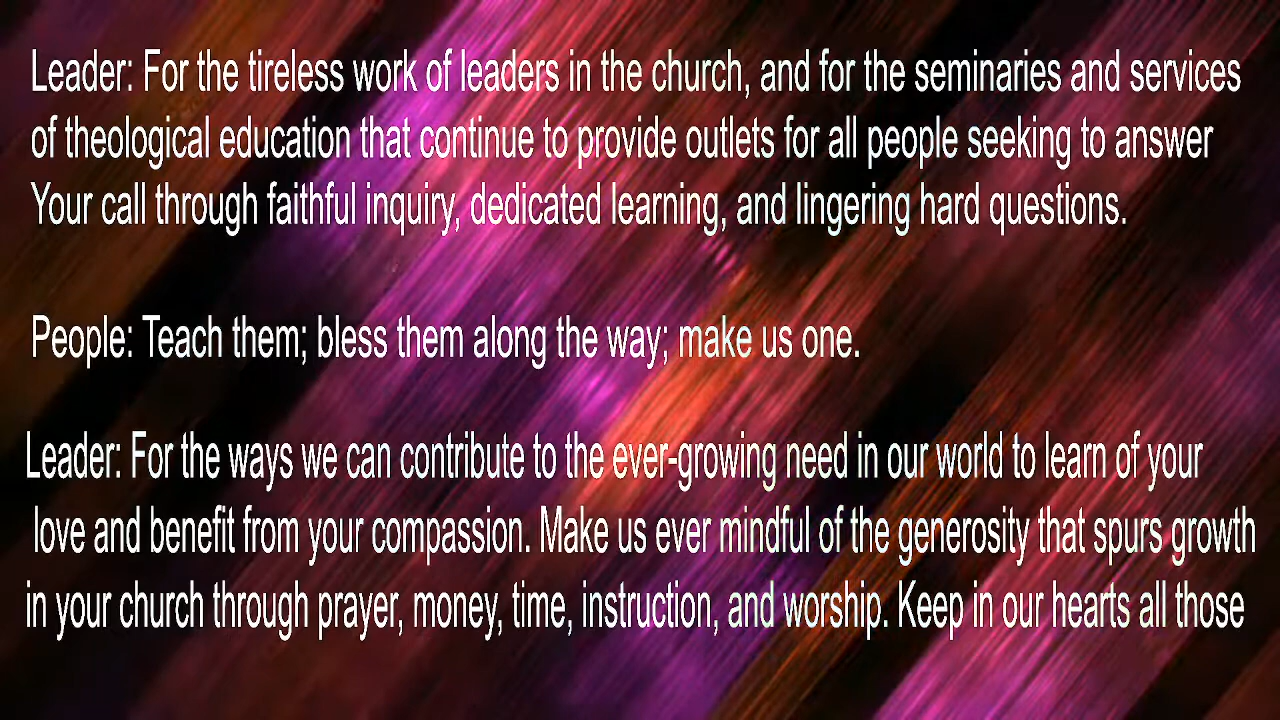 Leader: For the tireless work of leaders in the church, and for the seminaries and services
of theological education that continue to provide outlets for all people seeking to answer
Your call through faithful inquiry, dedicated learning, and lingering hard questions.
People: Teach them; bless them along the way; make us one.
Leader: For the ways we can contribute to the ever-growing need in our world to learn of your
love and benefit from your compassion. Make us ever mindful of the generosity that spurs growth
in your church through prayer, money, time, instruction, and worship. Keep in our hearts all those